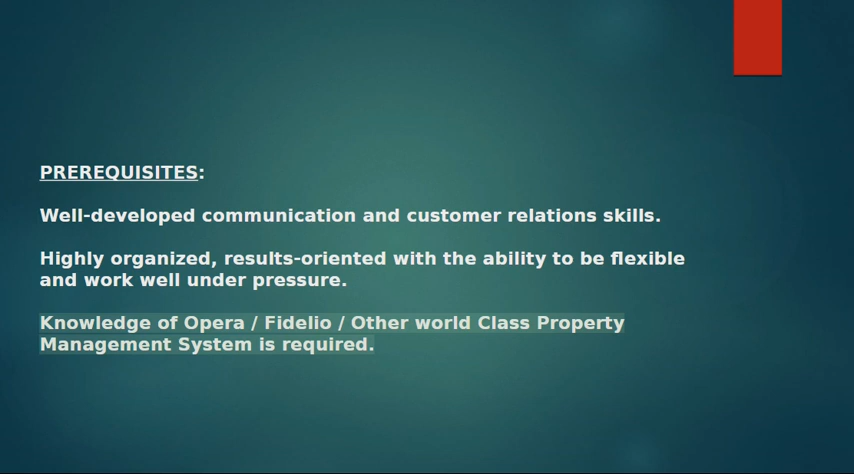 PREREQUISITES:
Well-developed communication and customer relations skills.
Highly organized, results-oriented with the ability to be flexible
and work well under pressure.
Knowledge of Opera / Fidelio / Other world Class Property
Management System is required.